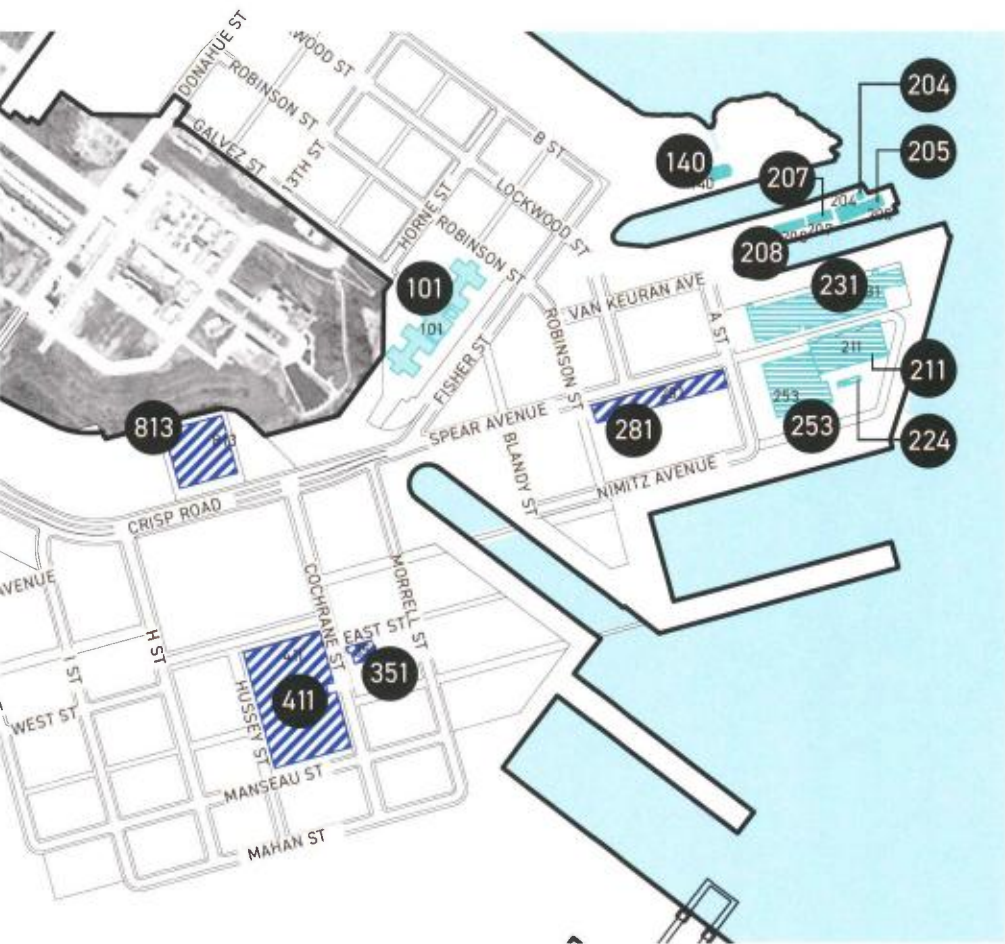 DONAHUE ST
WOOD ST
ROBINSON ST
GALVEZ ST
13TH ST
B ST
LOCKWOOD ST
HORNE ST
ROBINSON ST
204
205
140
207
204
208
101
101
231
VAN KEURAN AVE
A ST
FISHER ST
ROBINSON ST
211
211
253
253
224
813
SPEAR AVENUE
281
BLANDY ST
NIMITZ AVENUE
CRISP ROAD
AVENUE
COCHRANE ST
MORRELL ST
H ST
I ST
EAST ST
351
411
411
HUSSEY ST
WEST ST
MANSEAU ST
MAHAN ST